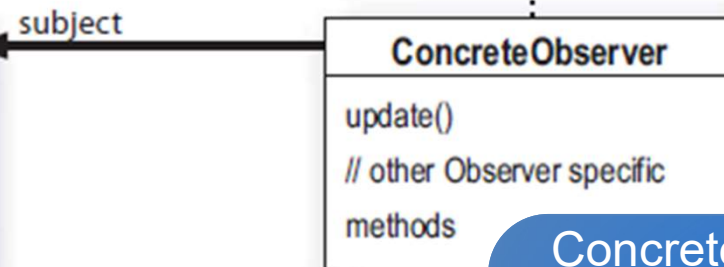 subject
ConcreteObserver
update()
// other Observer specific
methods